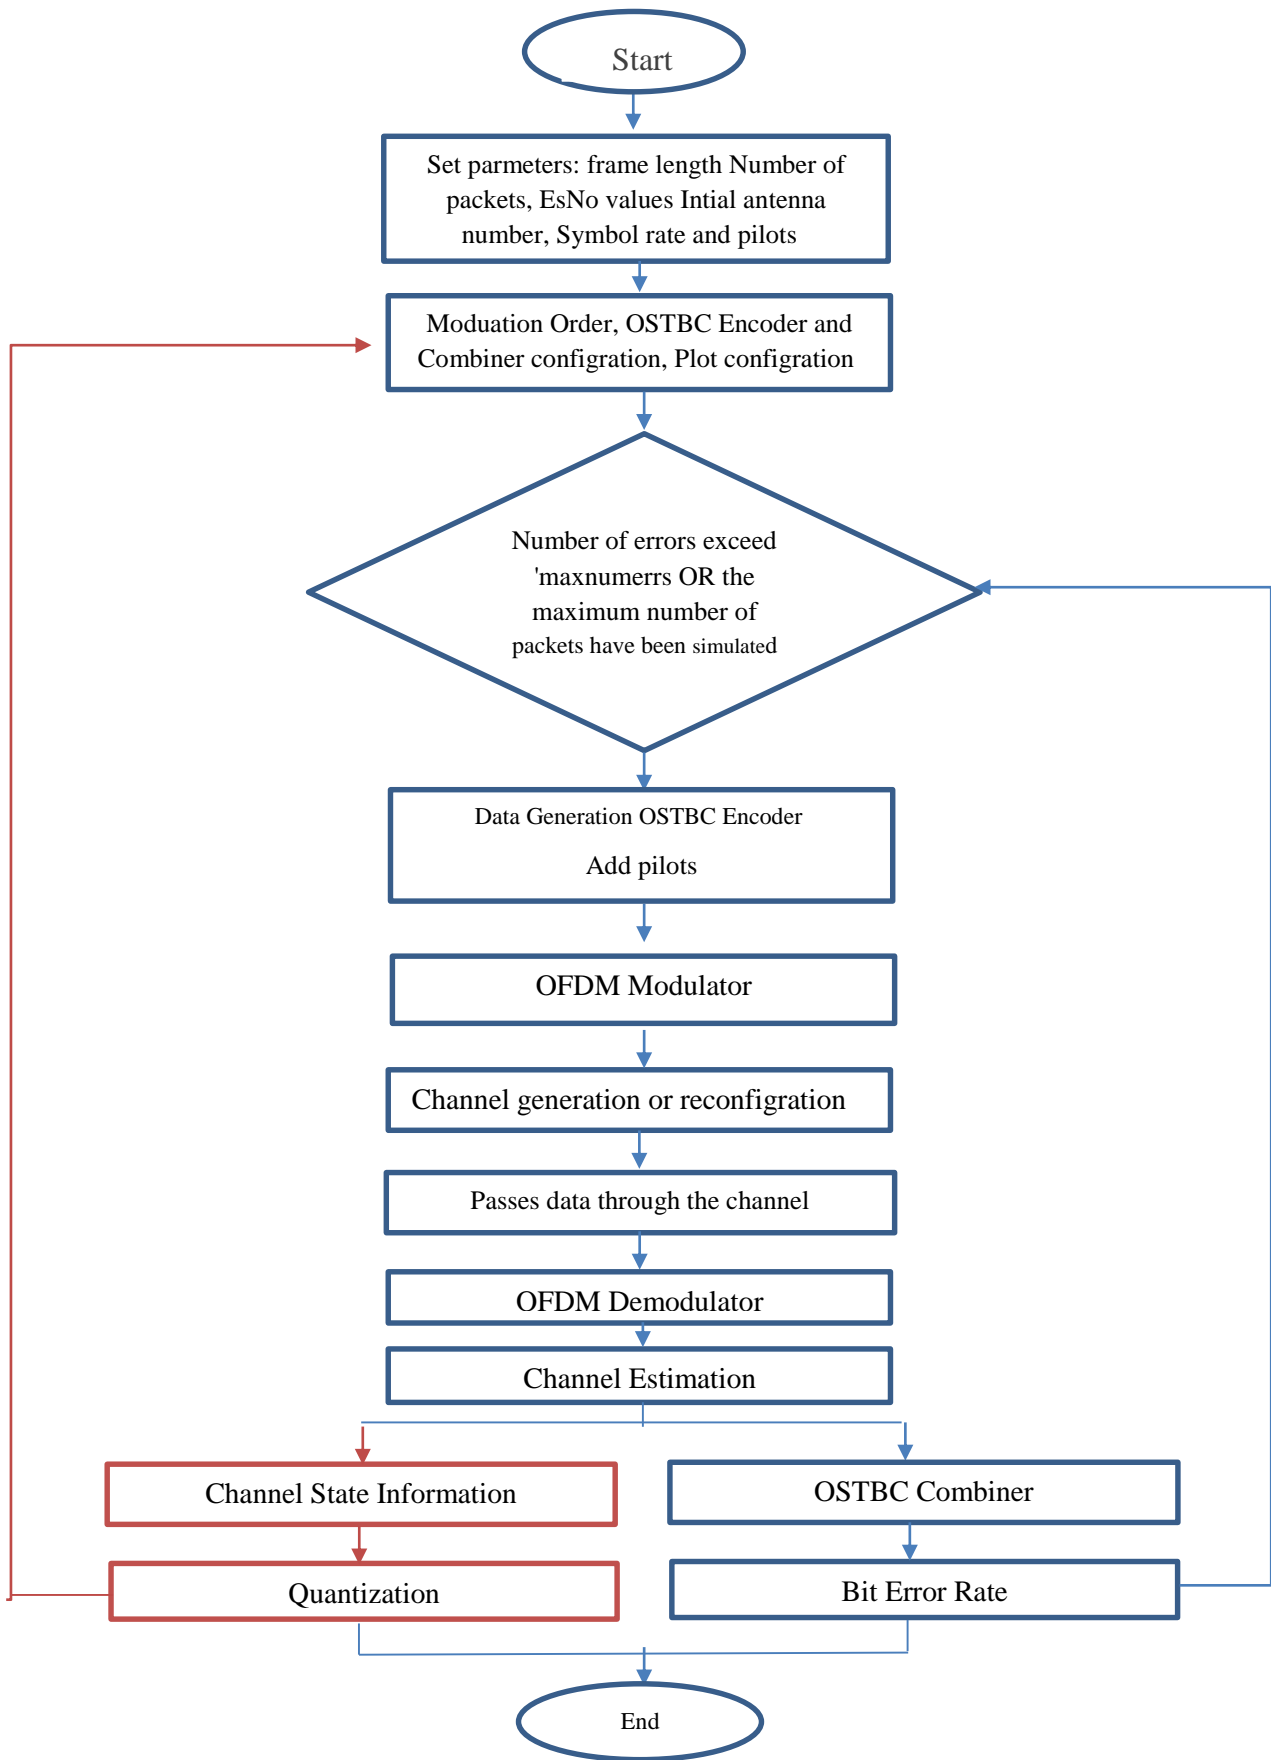 Start
Set parmeters: frame length Number of
packets, EsNo values Intial antenna
number, Symbol rate and pilots
Moduation Order, OSTBC Encoder and
Combiner configration, Plot configration
Number of errors exceed
'maxnumerrs OR the
maximum number of
packets have been simulated
Data Generation OSTBC Encoder
Add pilots
OFDM Modulator
Channel generation or reconfigration
Passes data through the channel
OFDM Demodulator
Channel Estimation
Channel State Information
OSTBC Combiner
Quantization
Bit Error Rate
End